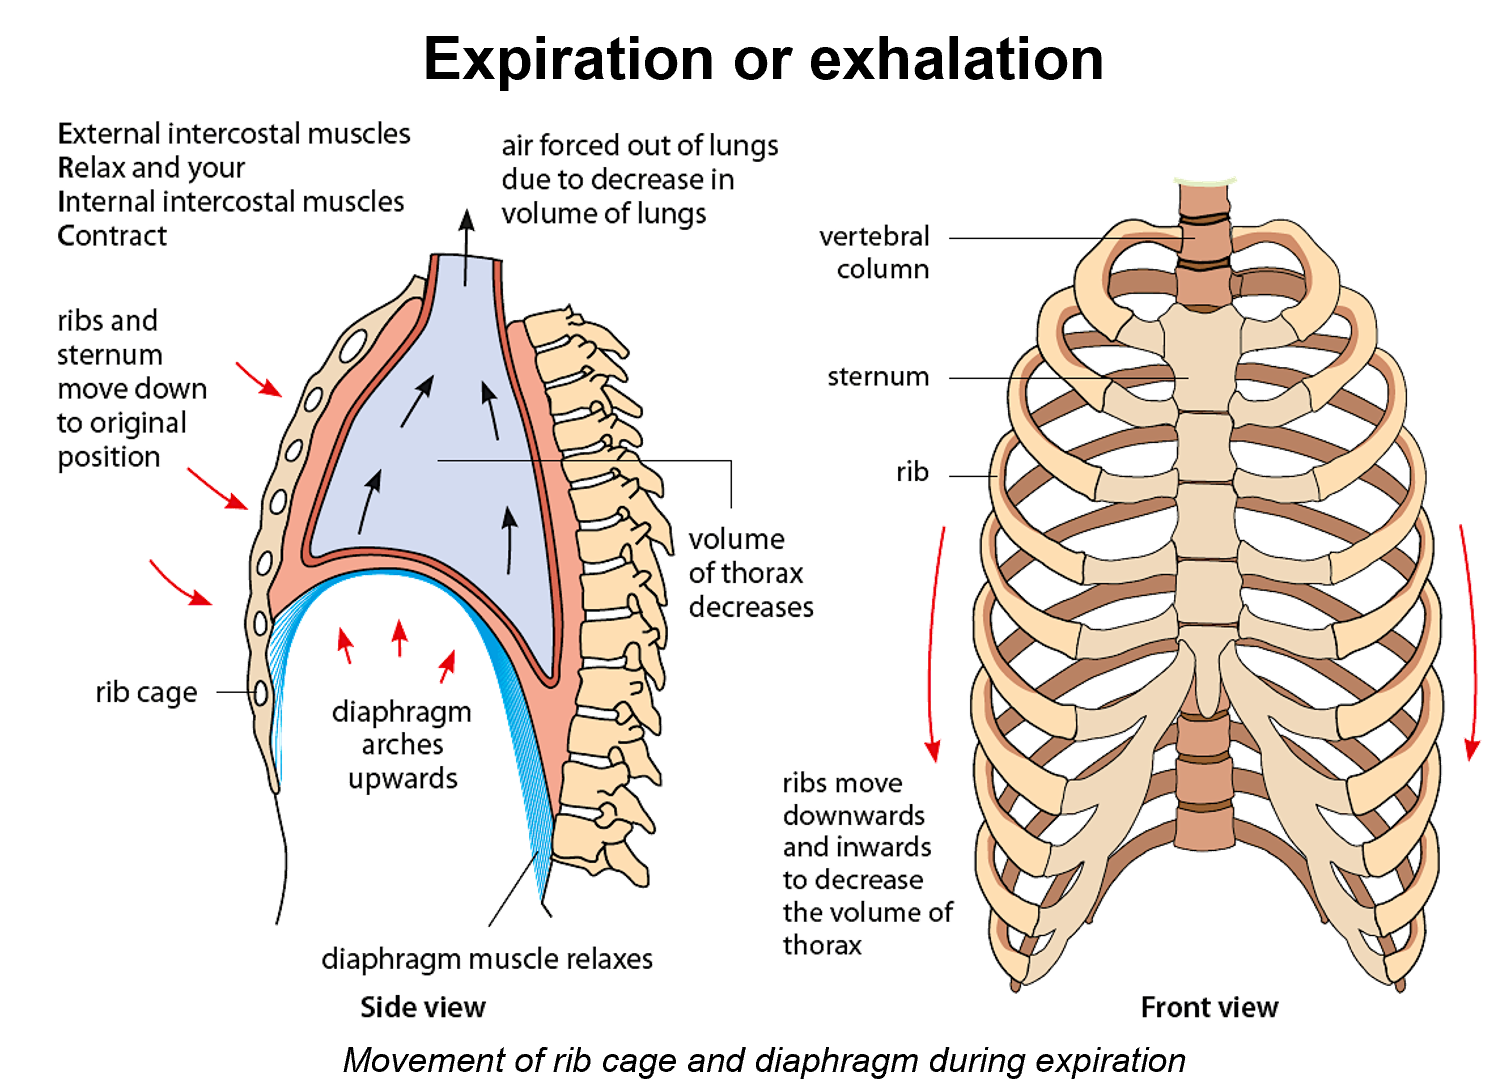 Expiration or exhalation
External intercostal muscles
Relax and your
Internal intercostal muscles
Contract
air forced out of lungs
due to decrease in
volume of lungs
ribs and
sternum
move down
to original
position
volume
of thorax
decreases
rib cage
diaphragm
arches
upwards
diaphragm muscle relaxes
Side view
vertebral
column
sternum
rib
ribs move
downwards
and inwards
to decrease
the volume of
thorax
Front view
Movement of rib cage and diaphragm during expiration